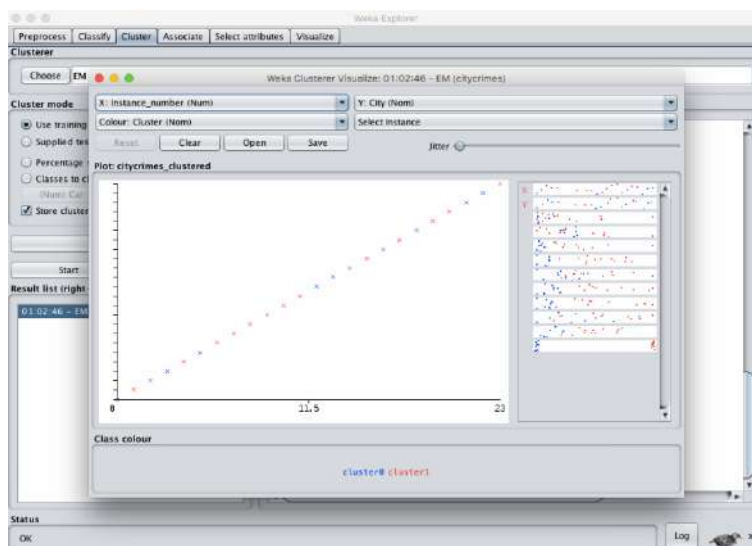 Weka Explorer
Preprocess Classify Cluster Associate Select attributes Visualize
Clusterer
Choose EM
Weka Clusterer Visualize: 01:02:46 - EM (citycrimes)
X: Instance_number (Num) Y: City (Nom)
Colour: Cluster (Nom) Select Instance
Reset Clear Open Save Jitter
Cluster mode
Use training
Supplied tes
Percentage
Classes to cl
(Num) Car
Store cluster
Start
Result list (right-
01:02:46 - EM
Plot: citycrimes_clustered
X
Y
0 11.5 23
Class colour
cluster0 cluster1
Status
OK
Log